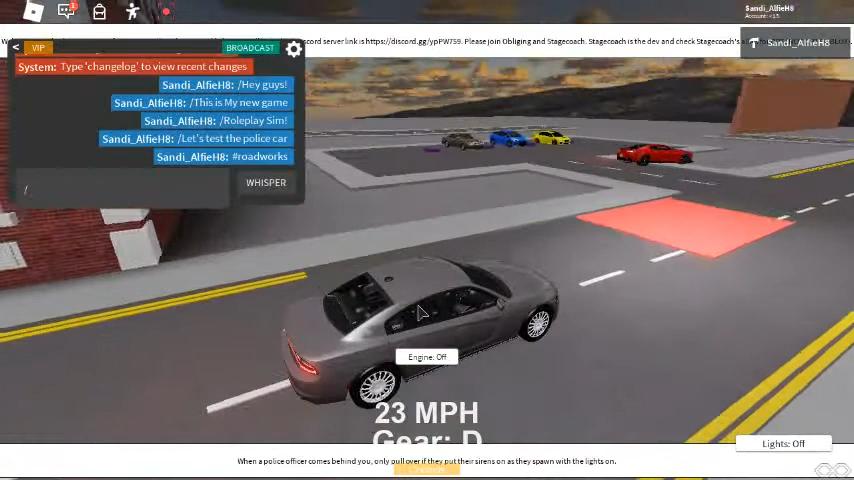 1
Sandi_AlfieH8
Account: <13
server link is https://discord.gg/ypPW759. Please join Obliging and Stagecoach. Stagecoach is the dev and check Stagecoach's
Sandi_AlfieH8
<
VIP
BROADCAST
System: Type 'changelog' to view recent changes
Sandi_AlfieH8: /Hey guys!
Sandi_AlfieH8: /This is My new game
Sandi_AlfieH8: /Roleplay Sim!
Sandi_AlfieH8: /Let's test the police car
Sandi_AlfieH8: #roadworks
/
WHISPER
Engine: Off
23 MPH
Gear: D
Lights: Off
When a police officer comes behind you, only pull over if they put their sirens on as they spawn with the lights on.